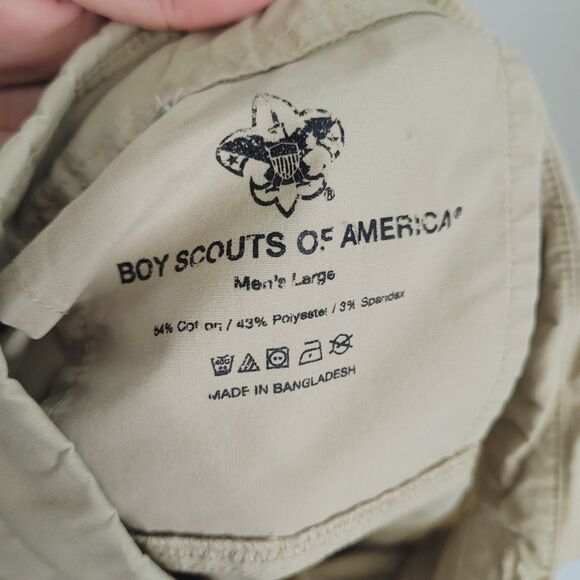 BOY SCOUTS OF AMERICA®
Men's Large
54% Cotton / 43% Polyester / 3% Spandex
MADE IN BANGLADESH